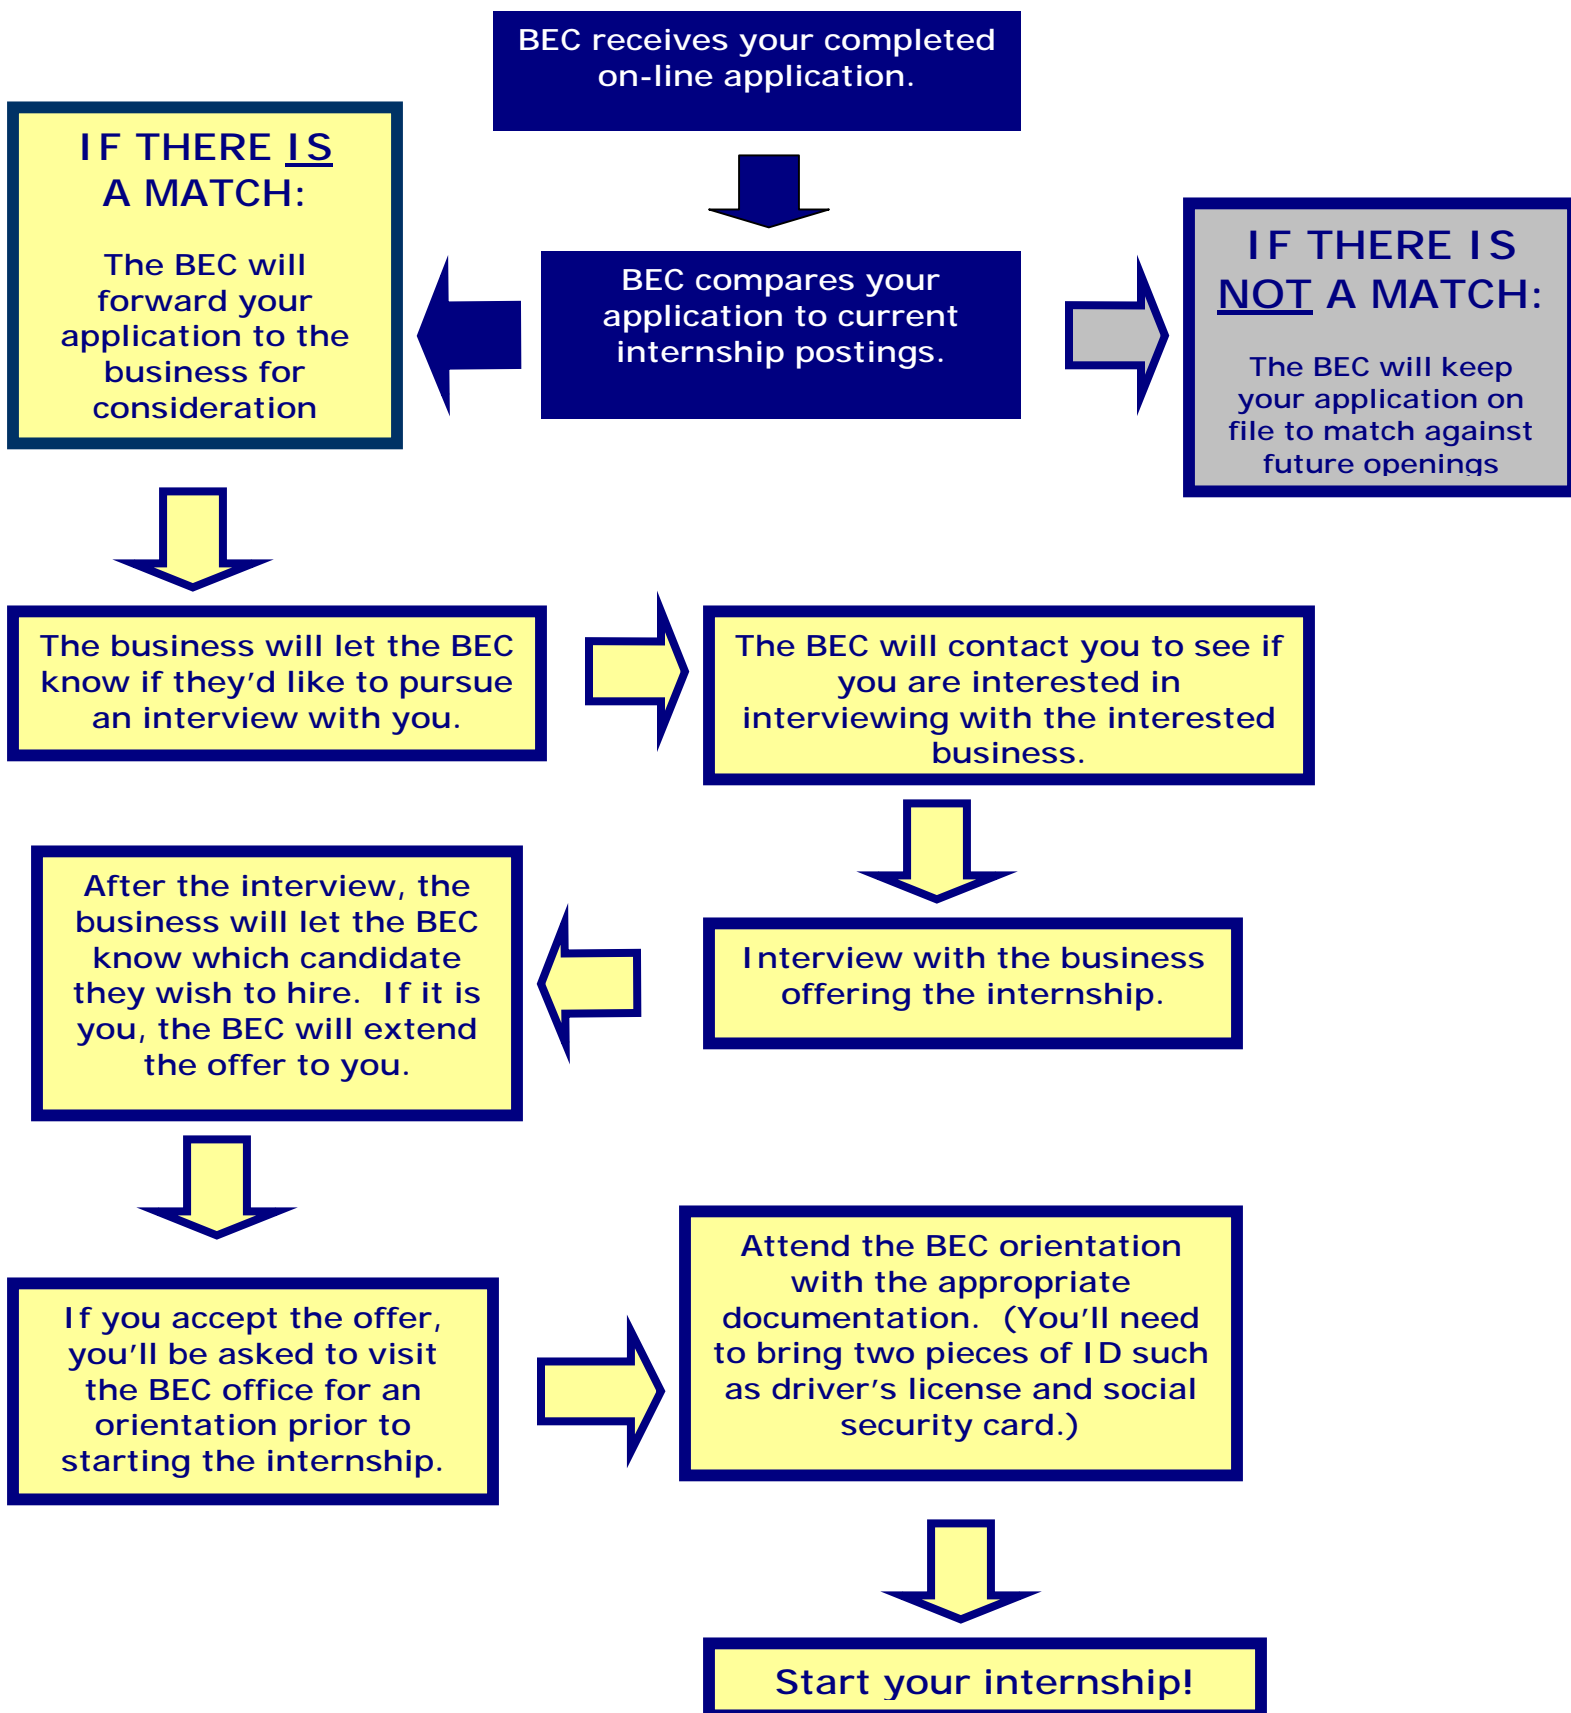 BEC receives your completed
on-line application.
IF THERE IS
A MATCH:
The BEC will
forward your
application to the
business for
consideration
BEC compares your
application to current
internship postings.
IF THERE IS
NOT A MATCH:
The BEC will keep
your application on
file to match against
future openings
The business will let the BEC
know if they'd like to pursue
an interview with you.
The BEC will contact you to see if
you are interested in
interviewing with the interested
business.
Interview with the business
offering the internship.
After the interview, the
business will let the BEC
know which candidate
they wish to hire.  If it is
you, the BEC will extend
the offer to you.
If you accept the offer,
you'll be asked to visit
the BEC office for an
orientation prior to
starting the internship.
Attend the BEC orientation
with the appropriate
documentation.  (You'll need
to bring two pieces of ID such
as driver's license and social
security card.)
Start your internship!